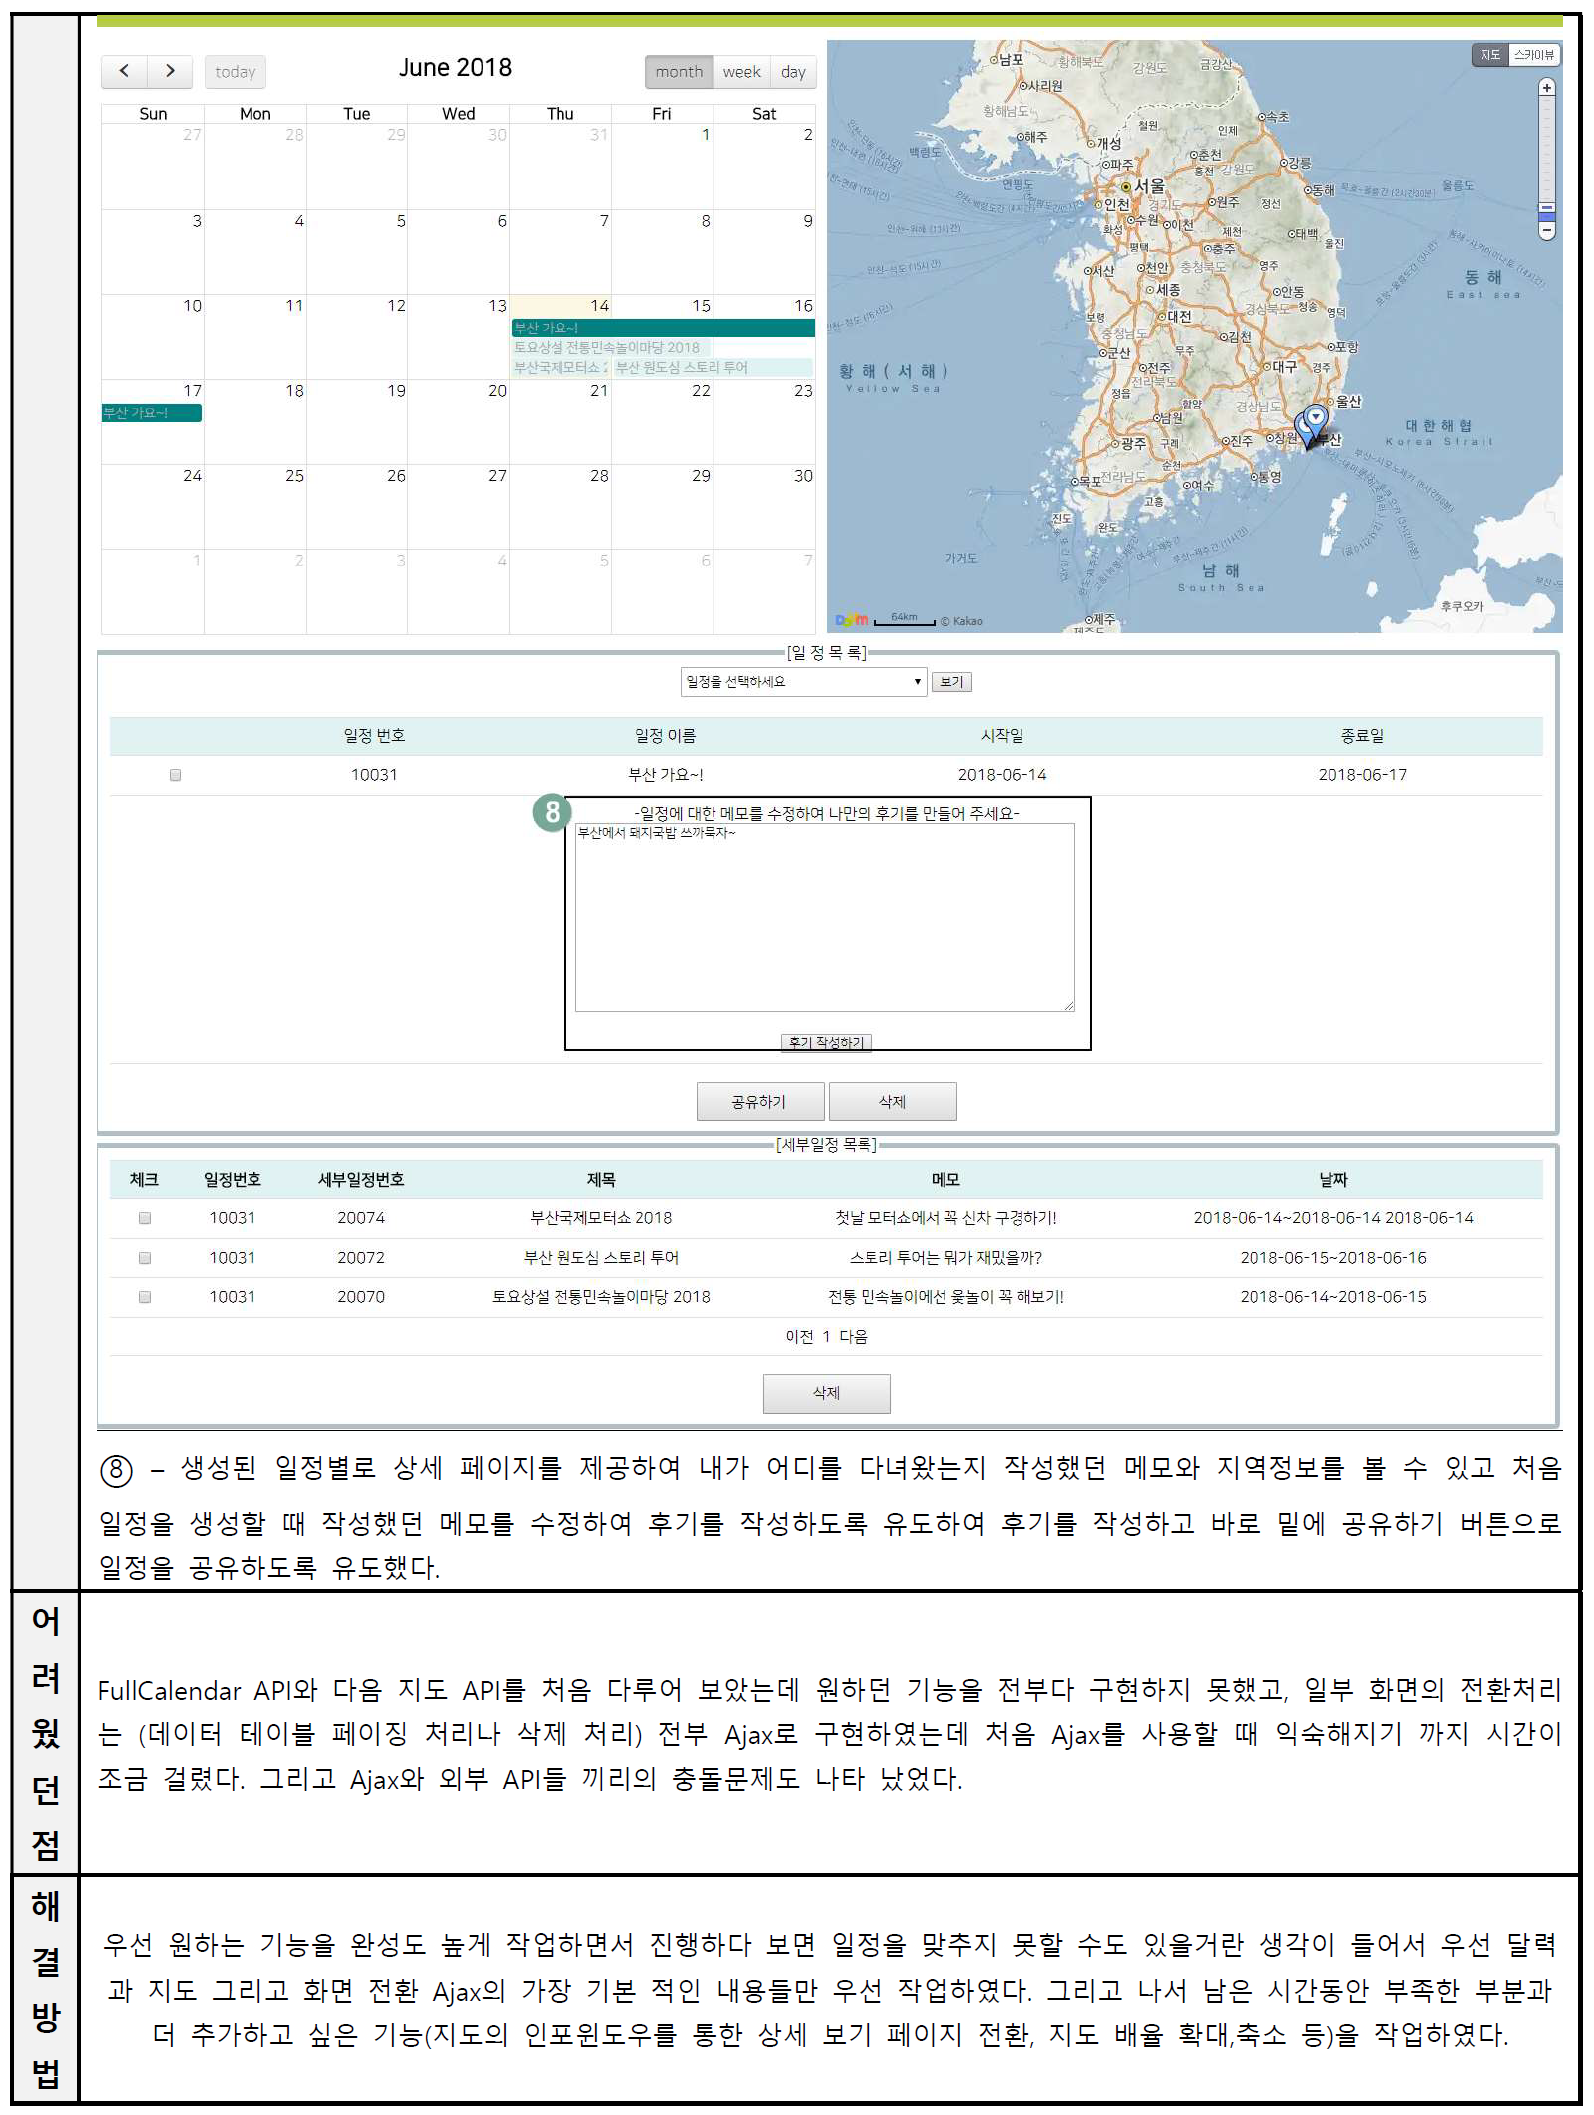 < > today June 2018 month week day
Sun Mon Tue Wed Thu Fri Sat
27 28 29 30 31 1 2
3 4 5 6 7 8 9
10 11 12 13 14 15 16
부산 가요~!
토요상설 전통민속놀이마당 2018
부산국제모터쇼 2 부산 원도심 스토리 투어
17 18 19 20 21 22 23
부산 가요~!
24 25 26 27 28 29 30
1 2 3 4 5 6 7
지도 스카이뷰
남포 황해북도 강원도 금강산
사리원
황해남도 철원 인제 속초
해주 개성
백령도 파주 춘천 강릉
홍천 강원도
연평도 서울 동해 울릉도
인천 경기도 원주 정선
화성 수원 이천 제천 태백 울진
평택 충주
서산 천안 충청북도 영주 동해
East sea
세종 안동
보령 대전 경상북도 청송 영덕
충청남도 김천 포항
군산 무주
황해(서해) 전주 대구 경주
Yellow Sea 전라북도
정읍 함양 경상남도 울산
남원 대한해협
광주 구례 진주 창원 부산 Korea Strait
순천
목포 전라남도 여수 통영
고흥
진도 완도
가거도 남해
South Sea
후쿠오카
Daum 64km © Kakao 제주
제주도
[일 정 목 록]
일정을 선택하세요 ▼ 보기
일정 번호 일정 이름 시작일 종료일
10031 부산 가요~! 2018-06-14 2018-06-17
8 -일정에 대한 메모를 수정하여 나만의 후기를 만들어 주세요-
부산에서 돼지국밥 쓰까묵자~
후기 작성하기
공유하기 삭제
[세부일정 목록]
체크 일정번호 세부일정번호 제목 메모 날짜
10031 20074 부산국제모터쇼 2018 첫날 모터쇼에서 꼭 신차 구경하기! 2018-06-14~2018-06-14 2018-06-14
10031 20072 부산 원도심 스토리 투어 스토리 투어는 뭐가 재밌을까? 2018-06-15~2018-06-16
10031 20070 토요상설 전통민속놀이마당 2018 전통 민속놀이에선 윷놀이 꼭 해보기! 2018-06-14~2018-06-15
이전 1 다음
삭제
⑧ – 생성된 일정별로 상세 페이지를 제공하여 내가 어디를 다녀왔는지 작성했던 메모와 지역정보를 볼 수 있고 처음
일정을 생성할 때 작성했던 메모를 수정하여 후기를 작성하도록 유도하여 후기를 작성하고 바로 밑에 공유하기 버튼으로
일정을 공유하도록 유도했다.
어려웠던점
FullCalendar API와 다음 지도 API를 처음 다루어 보았는데 원하던 기능을 전부다 구현하지 못했고, 일부 화면의 전환처리
는 (데이터 테이블 페이징 처리나 삭제 처리) 전부 Ajax로 구현하였는데 처음 Ajax를 사용할 때 익숙해지기 까지 시간이
조금 걸렸다. 그리고 Ajax와 외부 API들 끼리의 충돌문제도 나타 났었다.
해결방법
우선 원하는 기능을 완성도 높게 작업하면서 진행하다 보면 일정을 맞추지 못할 수도 있을거란 생각이 들어서 우선 달력
과 지도 그리고 화면 전환 Ajax의 가장 기본 적인 내용들만 우선 작업하였다. 그리고 나서 남은 시간동안 부족한 부분과
더 추가하고 싶은 기능(지도의 인포윈도우를 통한 상세 보기 페이지 전환, 지도 배율 확대,축소 등)을 작업하였다.